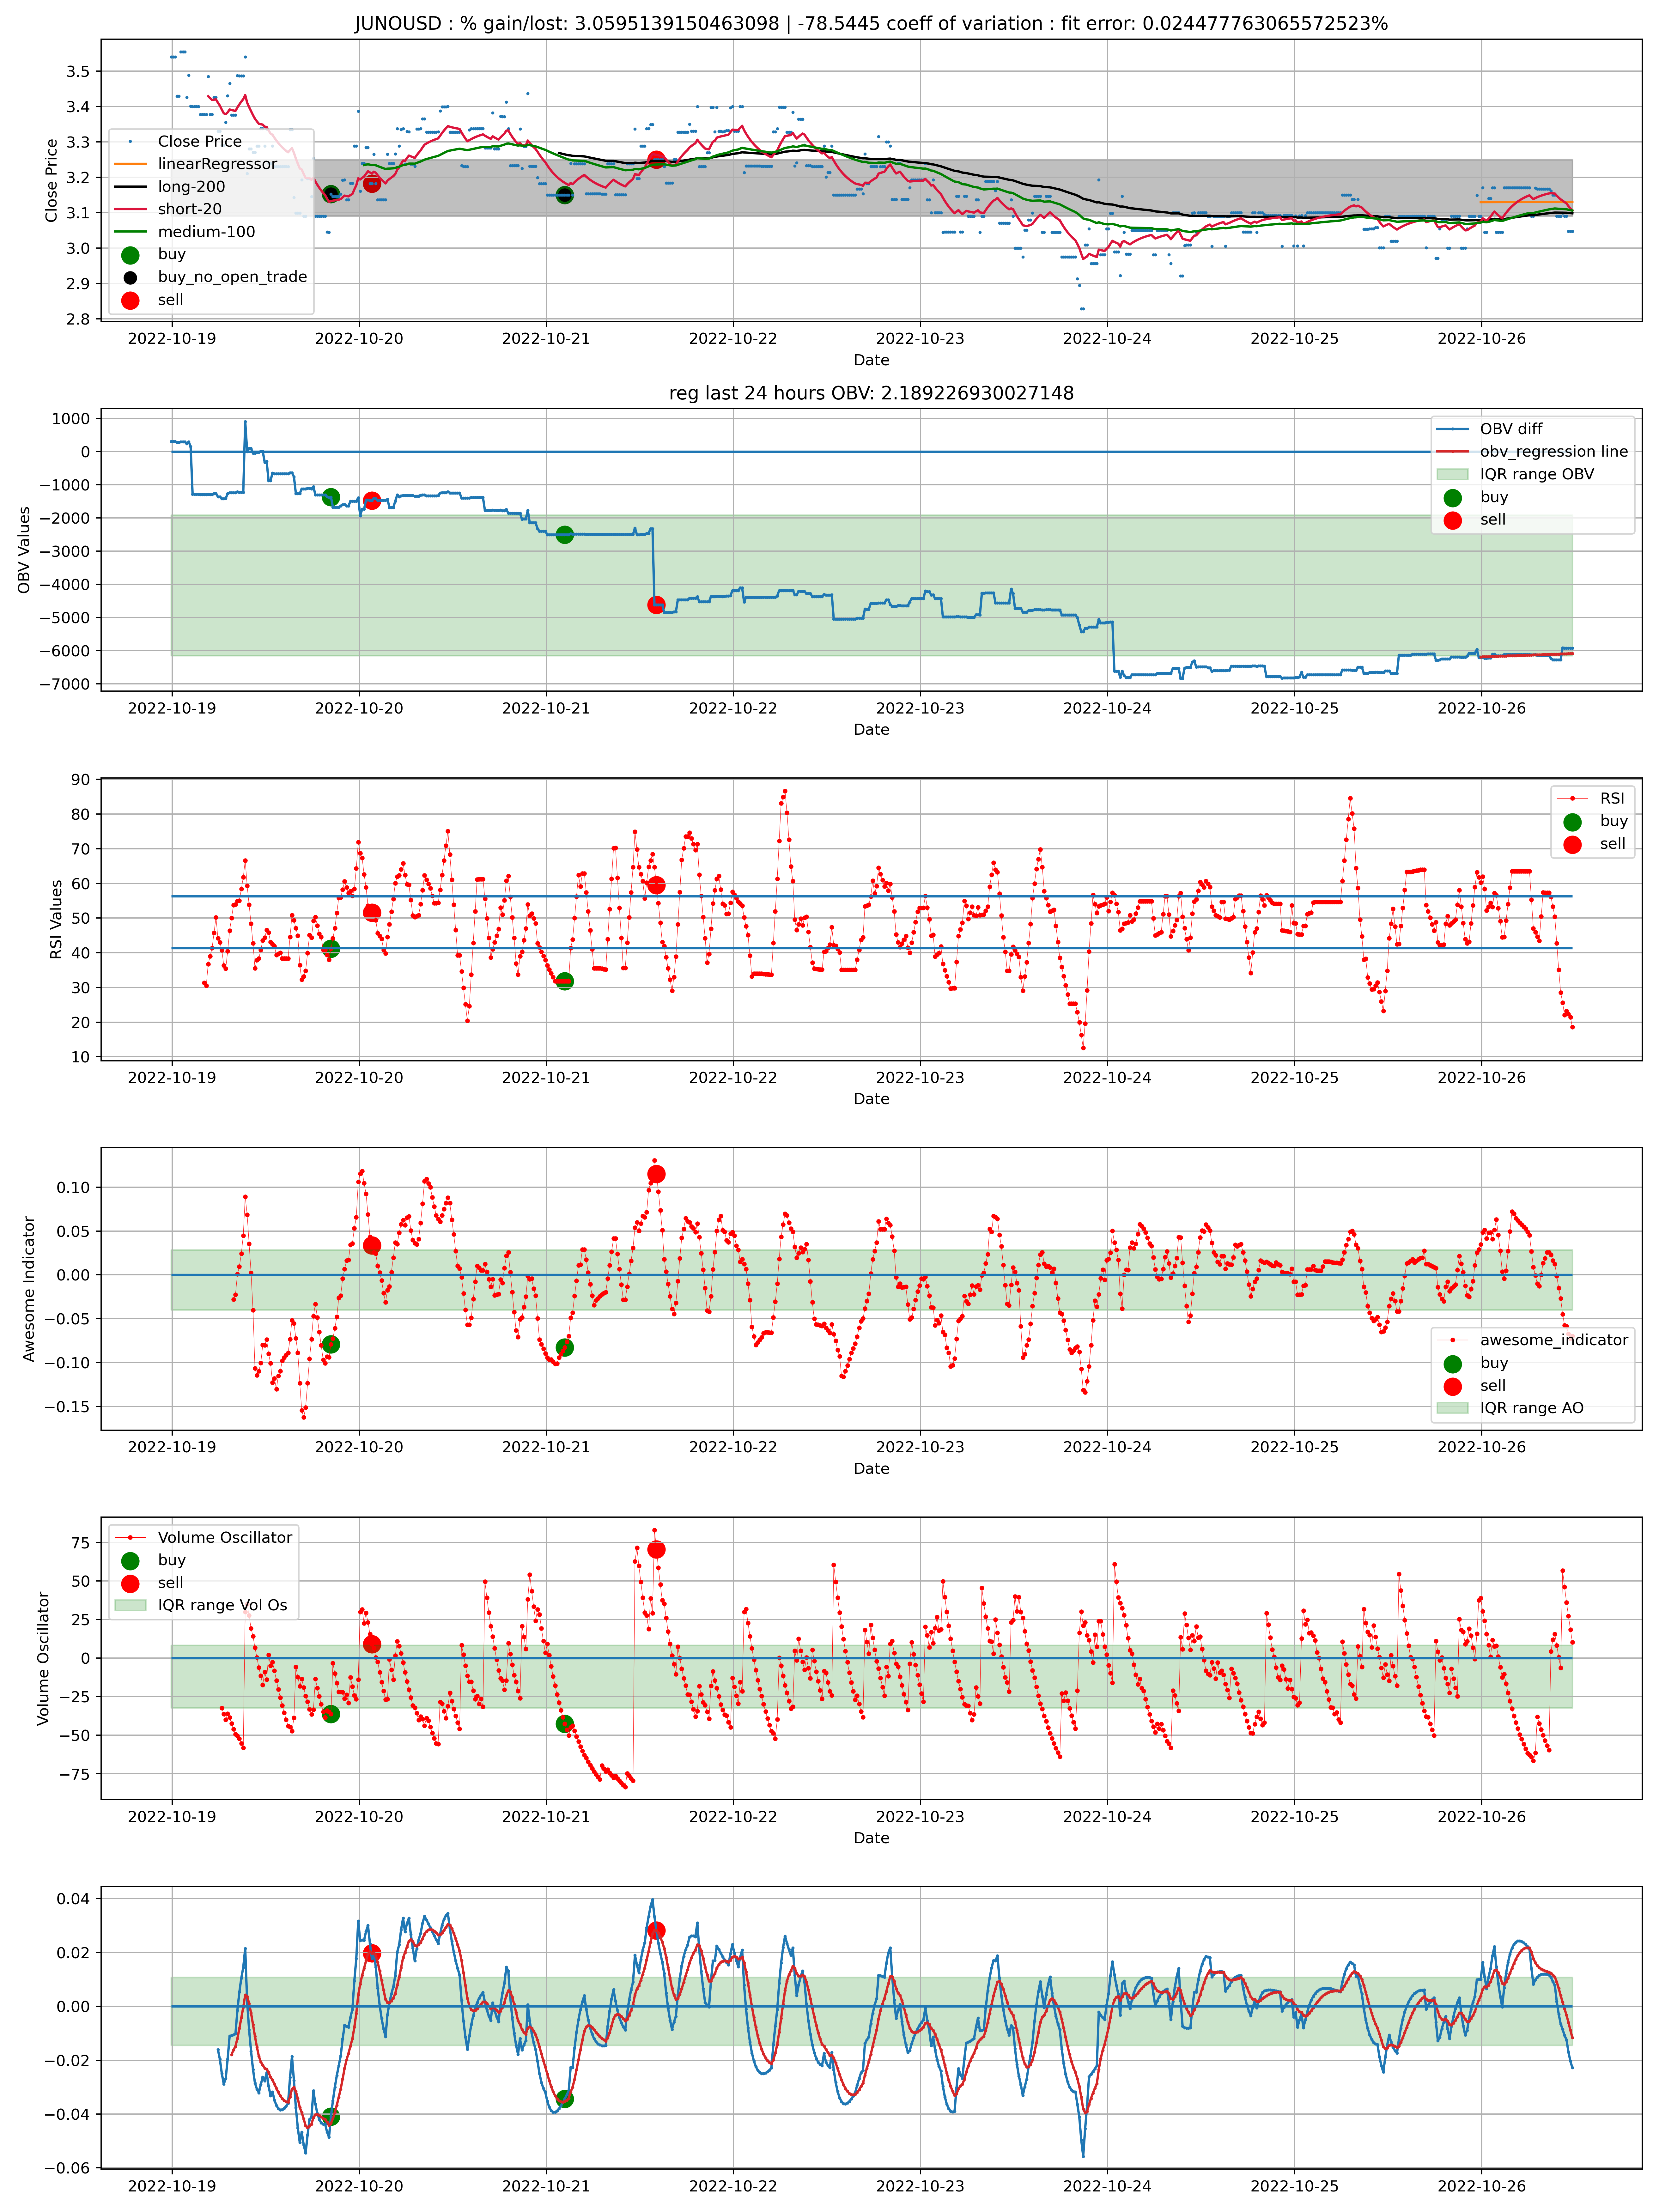 JUNOUSD : % gain/lost: 3.0595139150463098 | -78.5445 coeff of variation : fit error: 0.024477763065572523%
Close Price
3.5
3.4
3.3
3.2
3.1
3.0
2.9
2.8
Close Price
linearRegressor
long-200
short-20
medium-100
buy
buy_no_open_trade
sell
2022-10-19 2022-10-20 2022-10-21 2022-10-22 2022-10-23 2022-10-24 2022-10-25 2022-10-26
Date
reg last 24 hours OBV: 2.189226930027148
OBV Values
1000
0
−1000
−2000
−3000
−4000
−5000
−6000
−7000
OBV diff
obv_regression line
IQR range OBV
buy
sell
2022-10-19 2022-10-20 2022-10-21 2022-10-22 2022-10-23 2022-10-24 2022-10-25 2022-10-26
Date
RSI Values
90
80
70
60
50
40
30
20
10
RSI
buy
sell
2022-10-19 2022-10-20 2022-10-21 2022-10-22 2022-10-23 2022-10-24 2022-10-25 2022-10-26
Date
Awesome Indicator
0.10
0.05
0.00
−0.05
−0.10
−0.15
awesome_indicator
buy
sell
IQR range AO
2022-10-19 2022-10-20 2022-10-21 2022-10-22 2022-10-23 2022-10-24 2022-10-25 2022-10-26
Date
Volume Oscillator
75
50
25
0
−25
−50
−75
Volume Oscillator
buy
sell
IQR range Vol Os
2022-10-19 2022-10-20 2022-10-21 2022-10-22 2022-10-23 2022-10-24 2022-10-25 2022-10-26
Date
0.04
0.02
0.00
−0.02
−0.04
−0.06
2022-10-19 2022-10-20 2022-10-21 2022-10-22 2022-10-23 2022-10-24 2022-10-25 2022-10-26